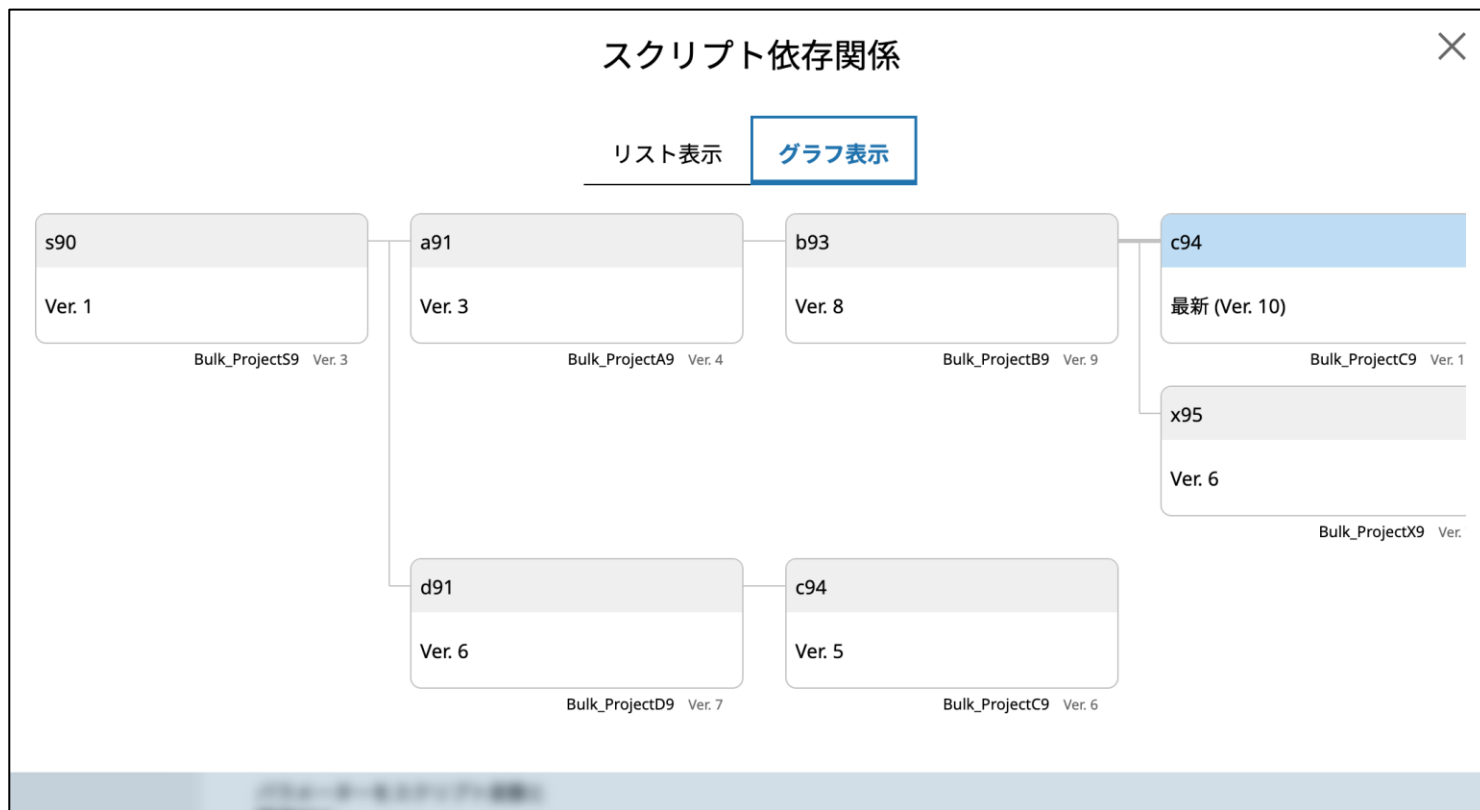 スクリプト依存関係
リスト表示
グラフ表示
s90
Ver. 1
Bulk_ProjectS9 Ver. 3
a91
Ver. 3
Bulk_ProjectA9 Ver. 4
b93
Ver. 8
Bulk_ProjectB9 Ver. 9
c94
最新 (Ver. 10)
Bulk_ProjectC9 Ver. 1
x95
Ver. 6
Bulk_ProjectX9 Ver.
d91
Ver. 6
Bulk_ProjectD9 Ver. 7
c94
Ver. 5
Bulk_ProjectC9 Ver. 6